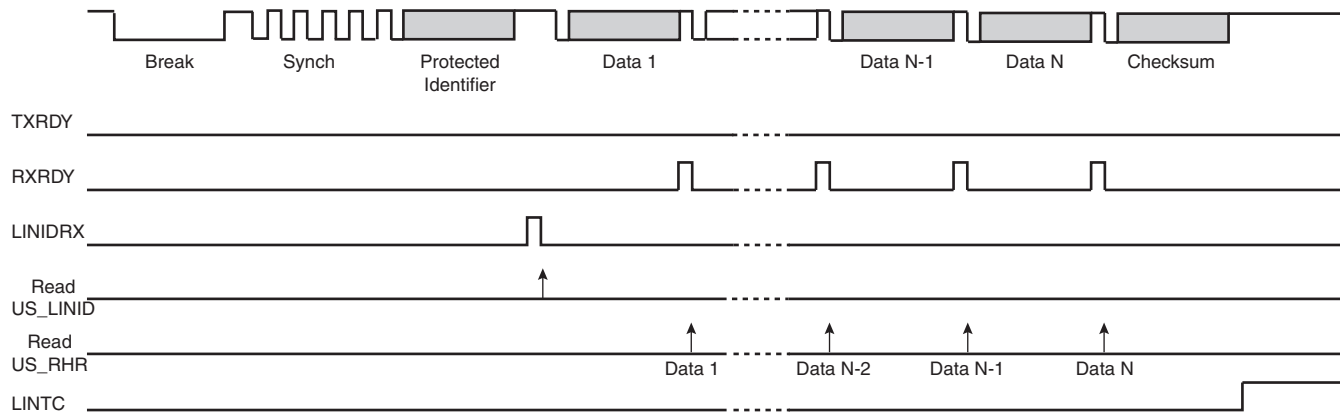 Break Synch Protected Identifier Data 1 Data N-1 Data N Checksum
TXRDY
RXRDY
LINIDRX
Read
US_LINID
Read
US_RHR
Data 1 Data N-2 Data N-1 Data N
LINTC